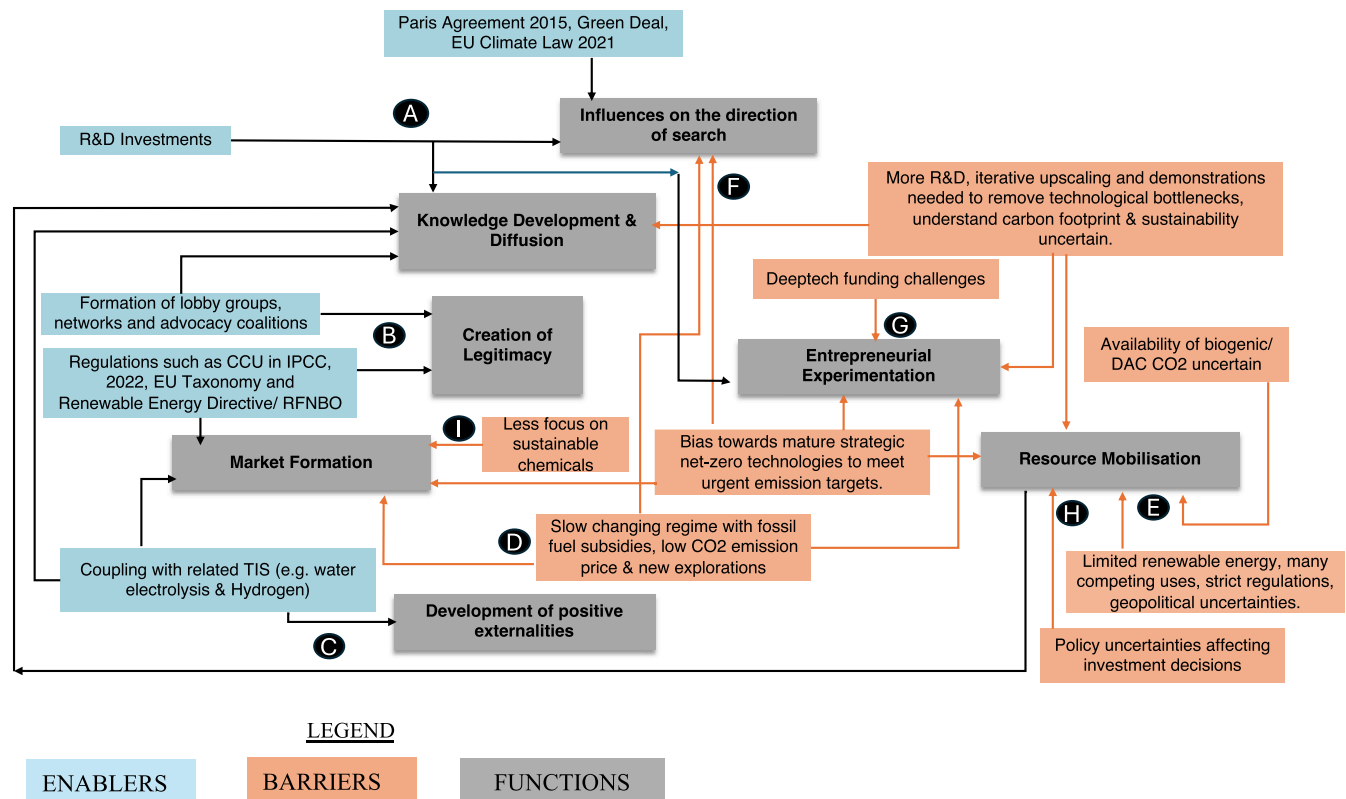 Paris Agreement 2015, Green Deal,
EU Climate Law 2021
A
Influences on the direction
of search
R&D Investments
F
More R&D, iterative upscaling and demonstrations
needed to remove technological bottlenecks,
understand carbon footprint & sustainability
uncertain.
Knowledge Development &
Diffusion
Deeptech funding challenges
Formation of lobby groups,
networks and advocacy coalitions
B
Creation of
Legitimacy
G
Entrepreneurial
Experimentation
Availability of biogenic/
DAC CO2 uncertain
Regulations such as CCU in IPCC,
2022, EU Taxonomy and
Renewable Energy Directive/ RFNBO
I
Less focus on
sustainable
chemicals
Market Formation
Bias towards mature strategic
net-zero technologies to meet
urgent emission targets.
Resource Mobilisation
H
E
D
Slow changing regime with fossil
fuel subsidies, low CO2 emission
price & new explorations
Coupling with related TIS (e.g. water
electrolysis & Hydrogen)
Limited renewable energy, many
competing uses, strict regulations,
geopolitical uncertainties.
Development of positive
externalities
C
Policy uncertainties affecting
investment decisions
LEGEND
ENABLERS
BARRIERS
FUNCTIONS